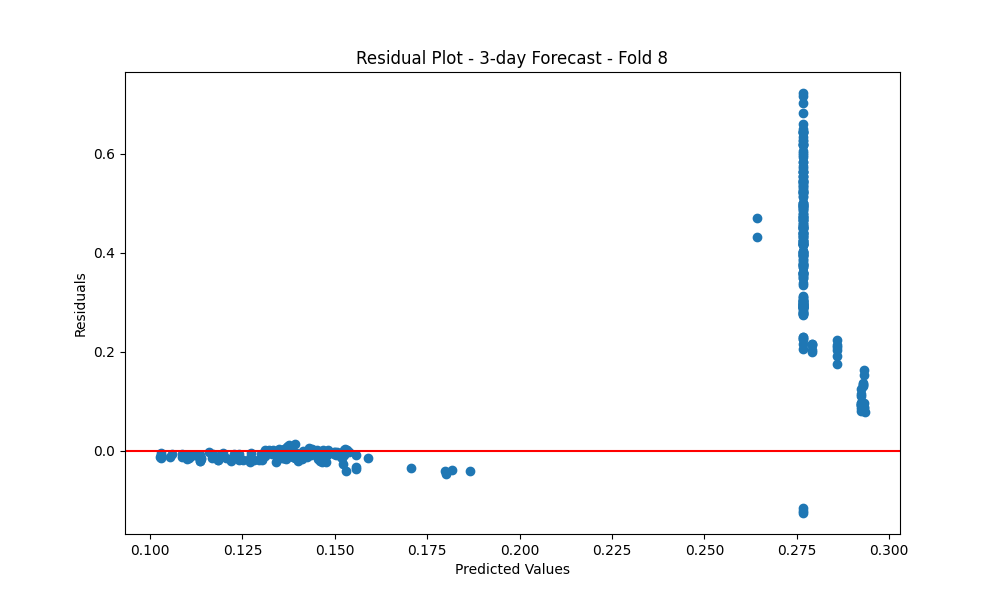 Residual Plot - 3-day Forecast - Fold 8
Residuals
0.6
0.4
0.2
0.0
0.100 0.125 0.150 0.175 0.200 0.225 0.250 0.275 0.300
Predicted Values